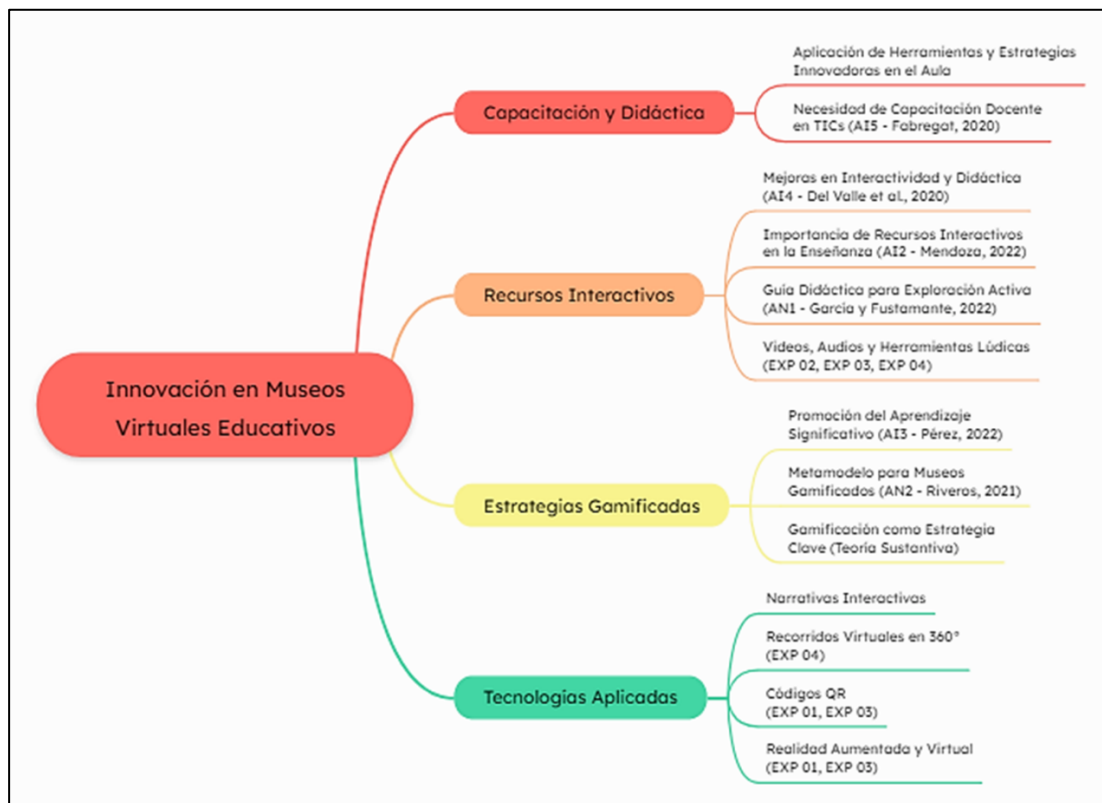 Innovación en Museos
Virtuales Educativos
Capacitación y Didáctica
Aplicación de Herramientas y Estrategias
Innovadoras en el Aula
Necesidad de Capacitación Docente
en TICs (AI5 - Fabregat, 2020)
Recursos Interactivos
Mejoras en Interactividad y Didáctica
(AI4 - Del Valle et al., 2020)
Importancia de Recursos Interactivos
en la Enseñanza (AI2 - Mendoza, 2022)
Guía Didáctica para Exploración Activa
(AN1 - García y Fustamante, 2022)
Videos, Audios y Herramientas Lúdicas
(EXP 02, EXP 03, EXP 04)
Estrategias Gamificadas
Promoción del Aprendizaje
Significativo (AI3 - Pérez, 2022)
Metamodelo para Museos
Gamificados (AN2 - Riveros, 2021)
Gamificación como Estrategia
Clave (Teoría Sustantiva)
Tecnologías Aplicadas
Narrativas Interactivas
Recorridos Virtuales en 360°
(EXP 04)
Códigos QR
(EXP 01, EXP 03)
Realidad Aumentada y Virtual
(EXP 01, EXP 03)